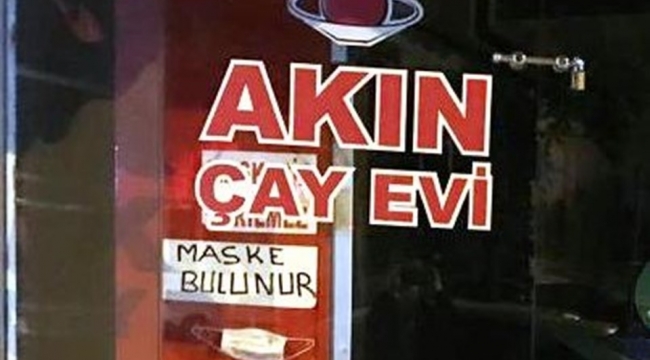 AKIN
ÇAY EVİ
MASKE
BULUNUR